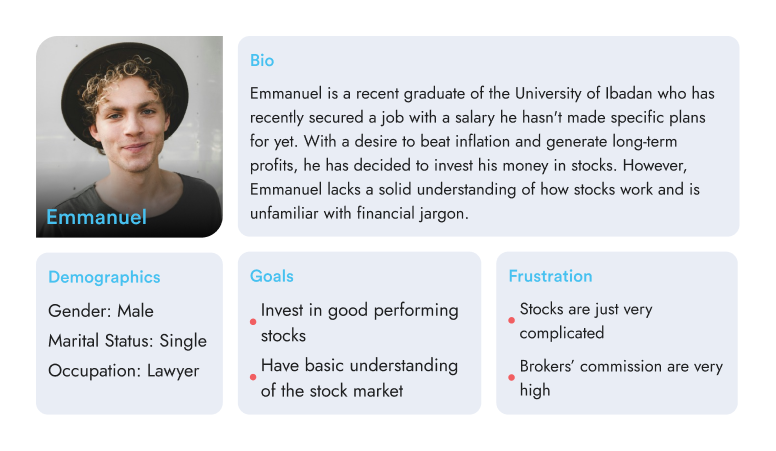 Emmanuel
Bio
Emmanuel is a recent graduate of the University of Ibadan who has
recently secured a job with a salary he hasn't made specific plans
for yet. With a desire to beat inflation and generate long-term
profits, he has decided to invest his money in stocks. However,
Emmanuel lacks a solid understanding of how stocks work and is
unfamiliar with financial jargon.
Demographics
Gender: Male
Marital Status: Single
Occupation: Lawyer
Goals
Invest in good performing
stocks
Have basic understanding
of the stock market
Frustration
Stocks are just very
complicated
Brokers’ commission are very
high